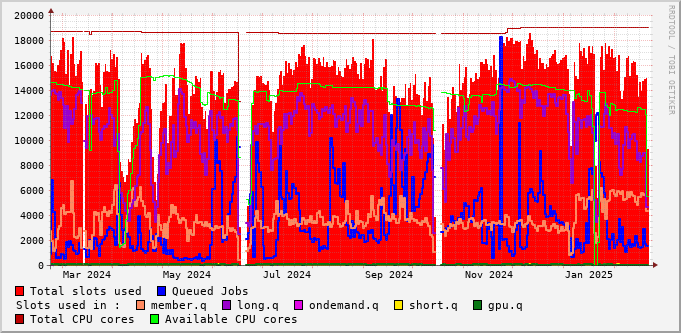 20000
18000
16000
14000
12000
10000
8000
6000
4000
2000
0
Mar 2024 May 2024 Jul 2024 Sep 2024 Nov 2024 Jan 2025
RRDTOOL / TOBI OETIKER
Total slots used Queued Jobs
Slots used in : member.q long.q ondemand.q short.q gpu.q
Total CPU cores Available CPU cores